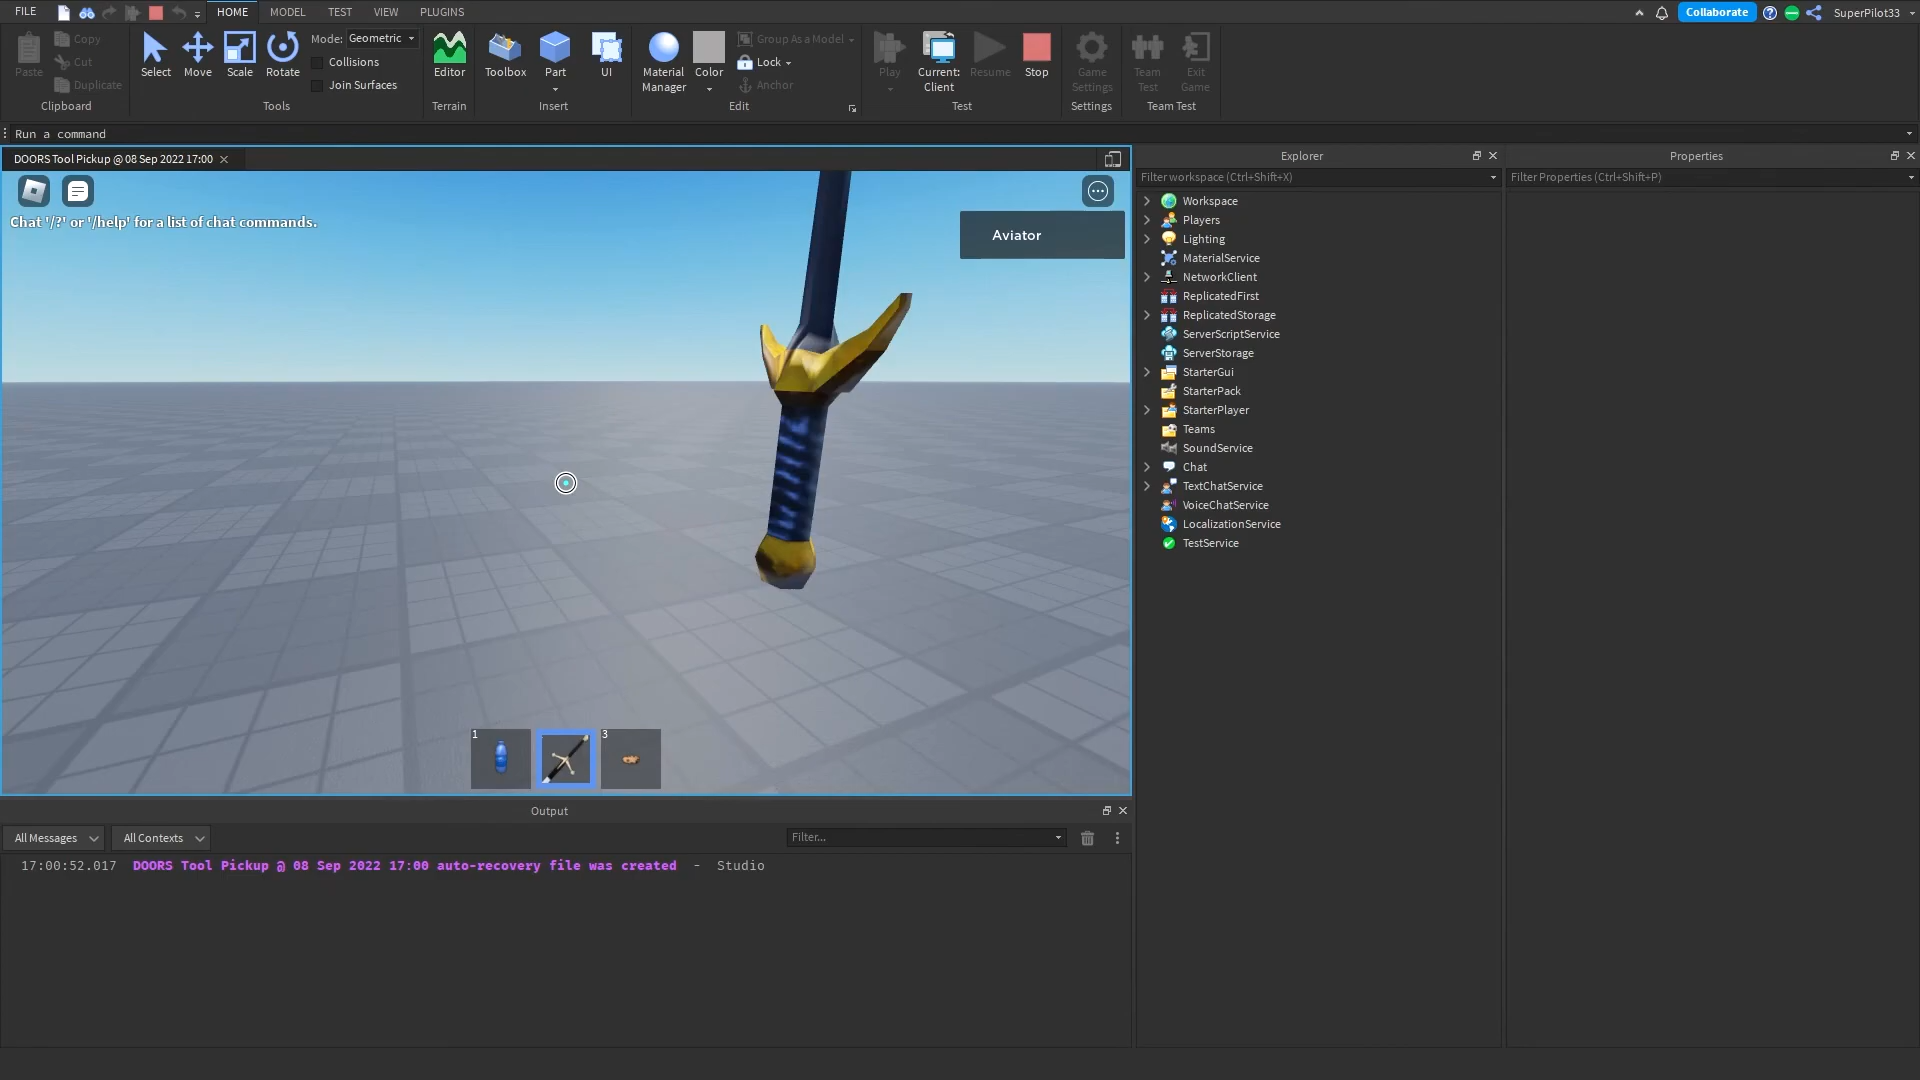 FILE HOME MODEL TEST VIEW PLUGINS Collaborate SuperPilot33
Paste Copy Cut Duplicate
Clipboard
Select Move Scale Rotate
Mode: Geometric
Collisions
Join Surfaces
Tools
Editor
Terrain
Toolbox Part UI
Insert
Material Manager Color
Group As a Model
Lock
Anchor
Edit
Play Current: Client Resume Stop
Test
Game Settings
Settings
Team Test Exit Game
Team Test
Run a command
DOORS Tool Pickup @ 08 Sep 2022 17:00
Chat '/?' or '/help' for a list of chat commands.
Aviator
1
3
Output
All Messages All Contexts Filter...
17:00:52.017 DOORS Tool Pickup @ 08 Sep 2022 17:00 auto-recovery file was created - Studio
Explorer
Filter workspace (Ctrl+Shift+X)
Workspace
Players
Lighting
MaterialService
NetworkClient
ReplicatedFirst
ReplicatedStorage
ServerScriptService
ServerStorage
StarterGui
StarterPack
StarterPlayer
Teams
SoundService
Chat
TextChatService
VoiceChatService
LocalizationService
TestService
Properties
Filter Properties (Ctrl+Shift+P)